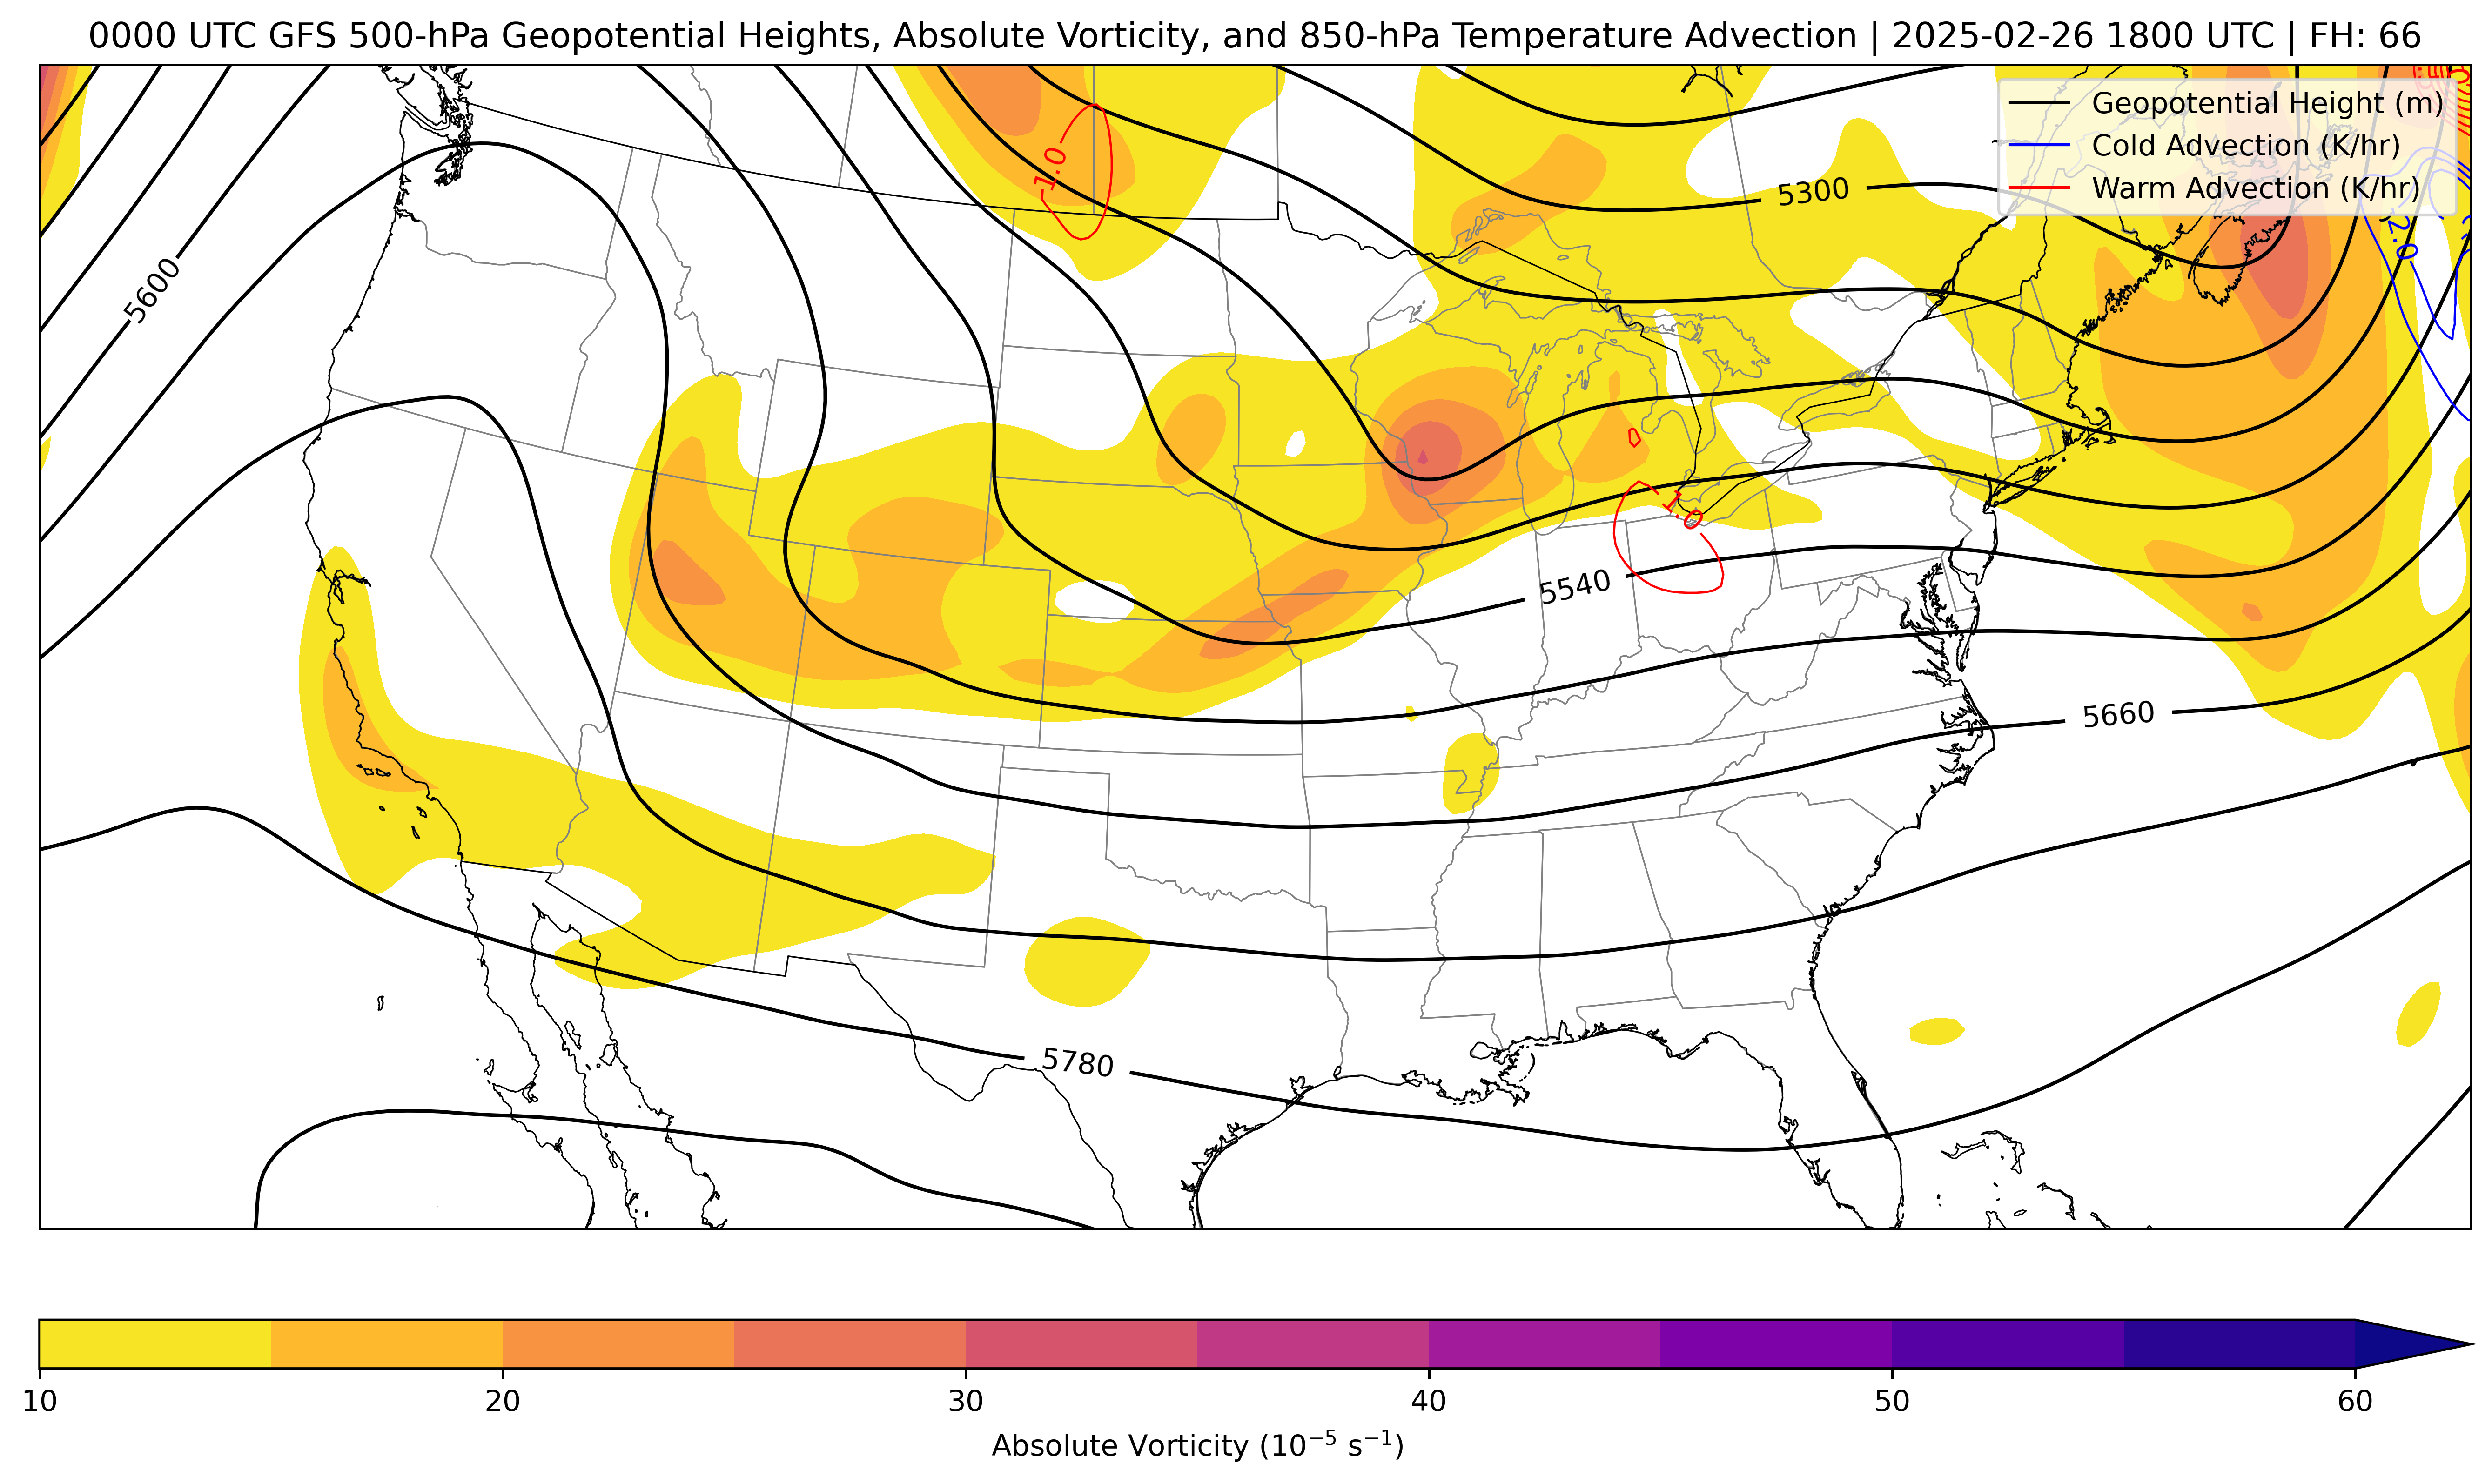 0000 UTC GFS 500-hPa Geopotential Heights, Absolute Vorticity, and 850-hPa Temperature Advection | 2025-02-26 1800 UTC | FH: 66
Geopotential Height (m)
Cold Advection (K/hr)
Warm Advection (K/hr)
1.0
5300
5600
1.0
5540
5660
5780
10 20 30 40 50 60
Absolute Vorticity (10⁻⁵ s⁻¹)